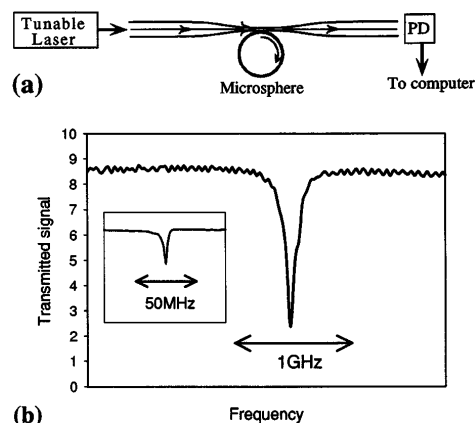 Tunable
Laser
PD
Microsphere
To computer
(a)
10
9
8
7
6
5
4
3
2
1
0
Transmitted signal
50MHz
1GHz
(b)
Frequency